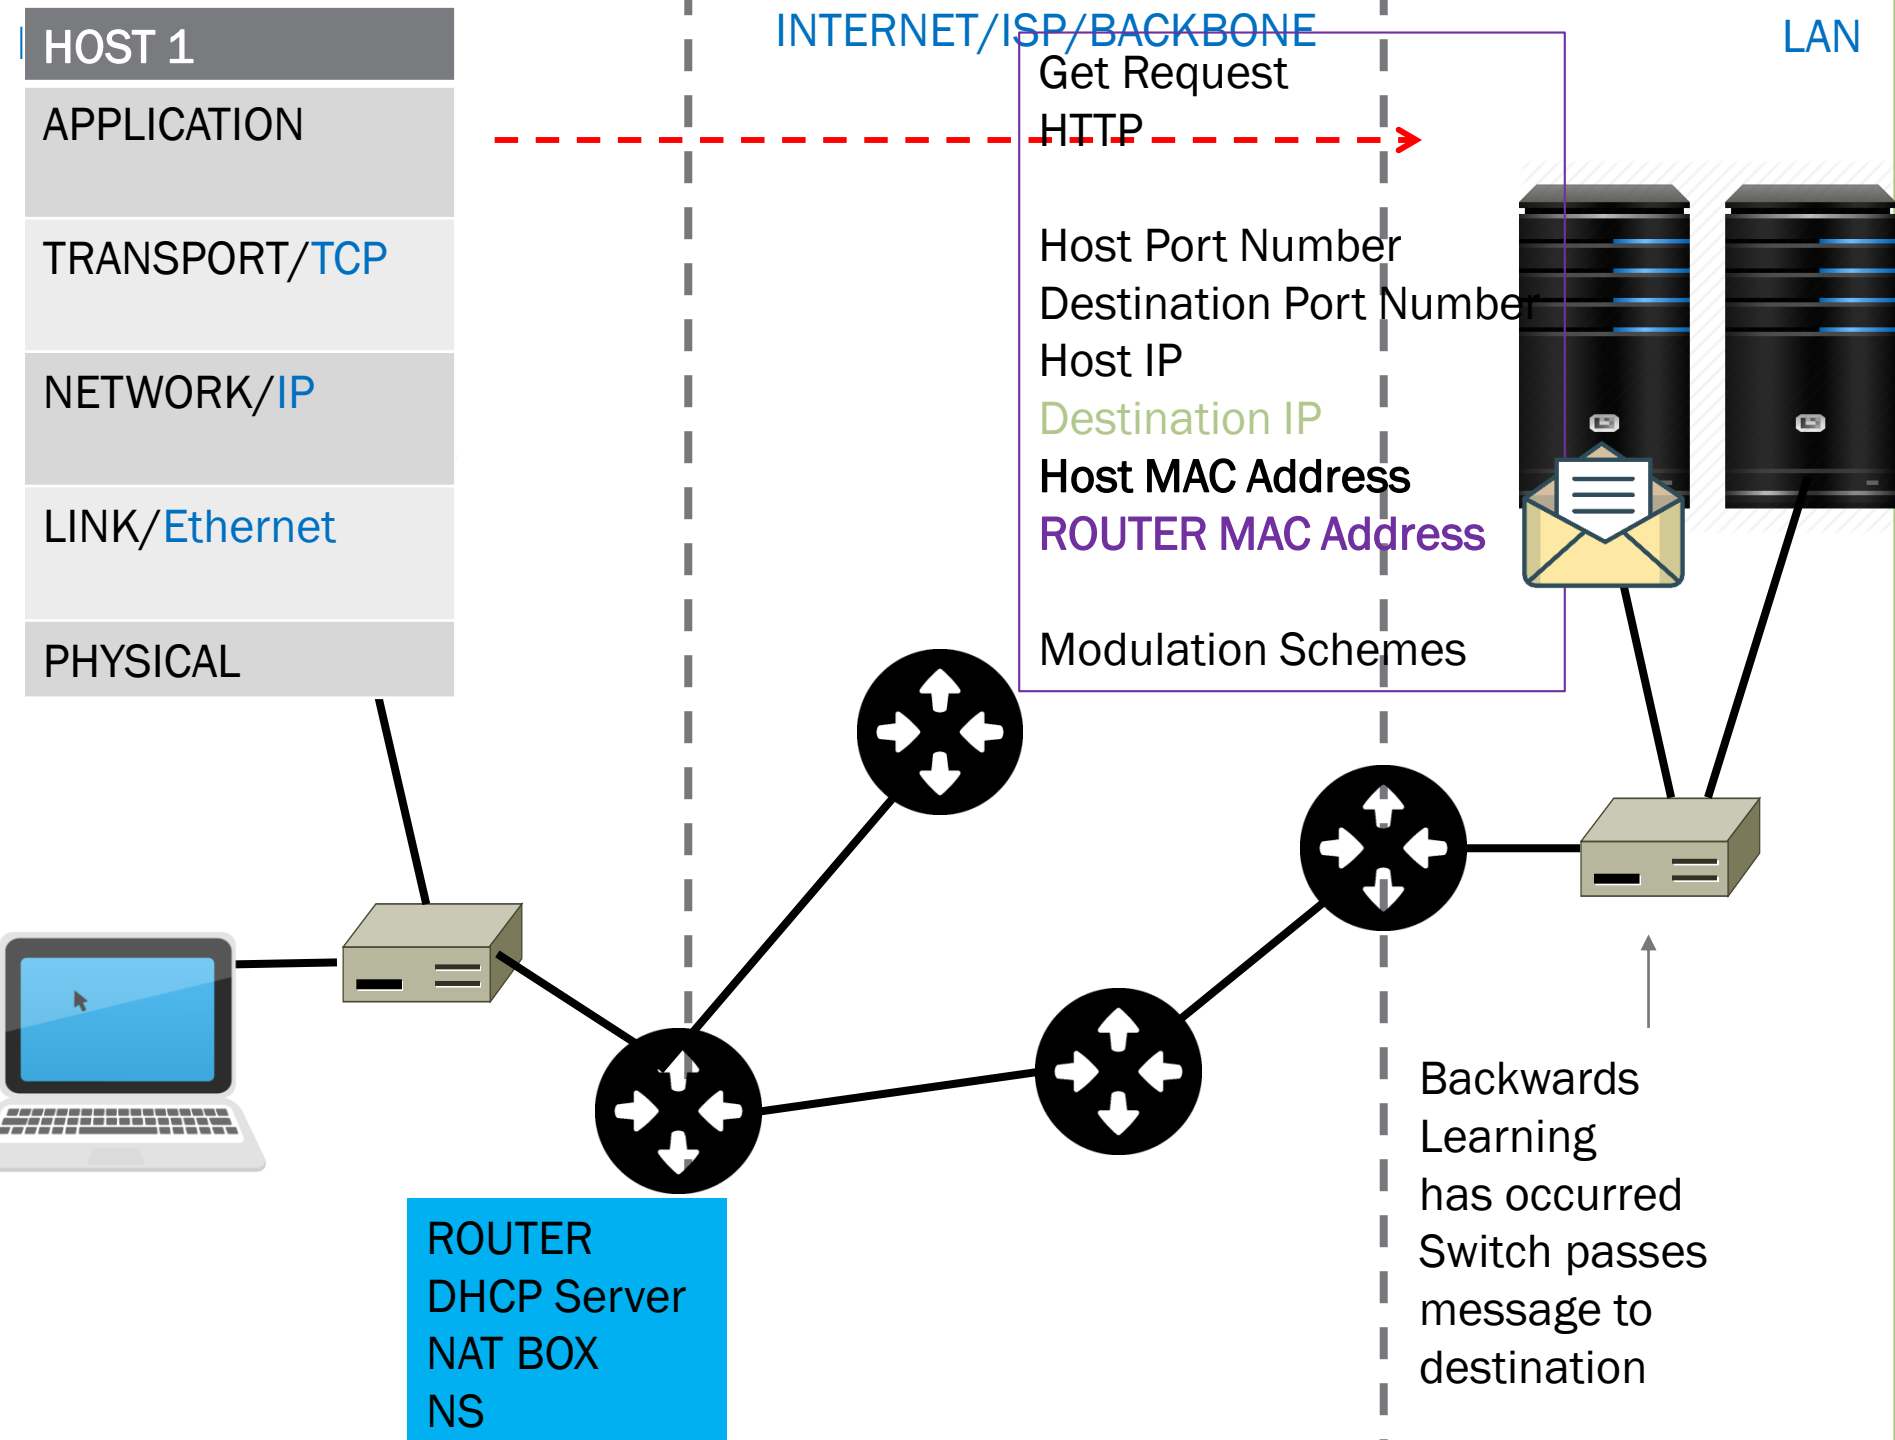 HOST 1
APPLICATION
TRANSPORT/TCP
NETWORK/IP
LINK/Ethernet
PHYSICAL
INTERNET/ISP/BACKBONE
LAN
Get Request
HTTP
Host Port Number
Destination Port Number
Host IP
Destination IP
Host MAC Address
ROUTER MAC Address
Modulation Schemes
ROUTER
DHCP Server
NAT BOX
NS
Backwards
Learning
has occurred
Switch passes
message to
destination